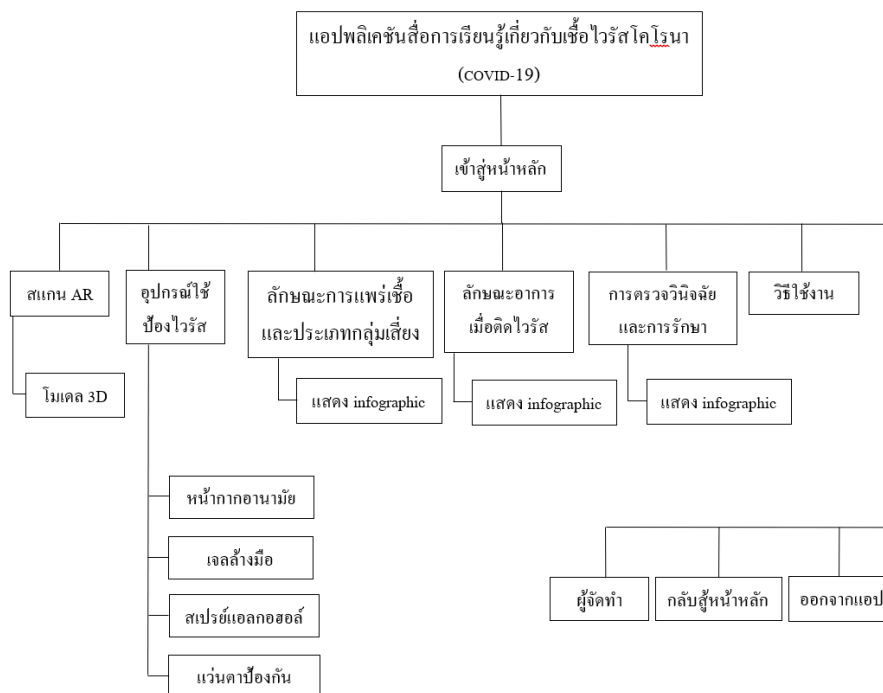 แอปพลิเคชันสื่อการเรียนรู้เกี่ยวกับเชื้อไวรัสโคโรนา
(COVID-19)
เข้าสู่หน้าหลัก
สแกน AR
อุปกรณ์ใช้
ป้องไวรัส
ลักษณะการแพร่เชื้อ
และประเภทกลุ่มเสี่ยง
ลักษณะอาการ
เมื่อติดไวรัส
การตรวจวินิจฉัย
และการรักษา
วิธีใช้งาน
โมเดล 3D
แสดง infographic
แสดง infographic
แสดง infographic
หน้ากากอานามัย
เจลล้างมือ
สเปรย์แอลกอฮอล์
แว่นตาป้องกัน
ผู้จัดทำ
กลับสู้หน้าหลัก
ออกจากแอป